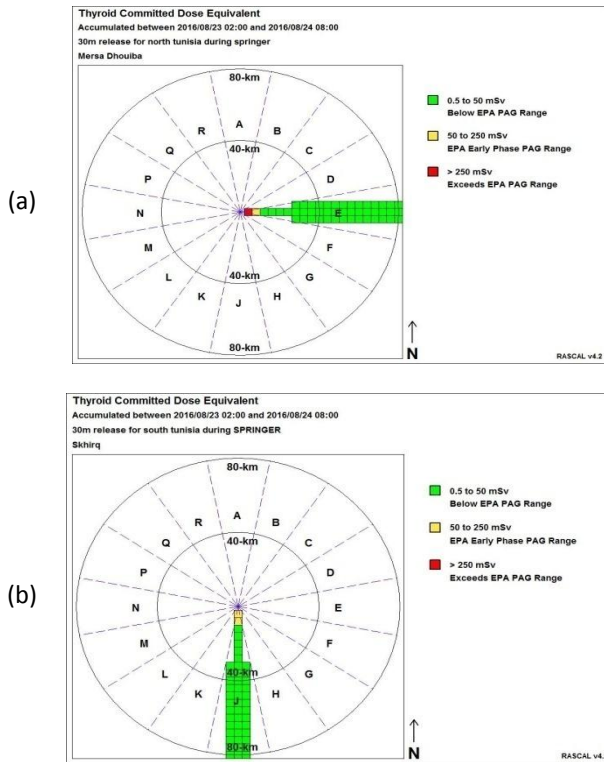 (a)
Thyroid Committed Dose Equivalent
Accumulated between 2016/08/23 02:00 and 2016/08/24 08:00
30m release for north tunisia during springer
Mersa Dhouiba
80-km
A
R
B
40-km
Q
C
P
D
N
E
M
F
L
G
40-km
K
H
J
80-km
0.5 to 50 mSv
Below EPA PAG Range
50 to 250 mSv
EPA Early Phase PAG Range
> 250 mSv
Exceeds EPA PAG Range
N
RASCAL v4.2
(b)
Thyroid Committed Dose Equivalent
Accumulated between 2016/08/23 02:00 and 2016/08/24 08:00
30m release for south tunisia during SPRINGER
Skhirq
80-km
A
R
B
40-km
Q
C
P
D
N
E
M
F
L
G
40-km
K
H
J
80-km
0.5 to 50 mSv
Below EPA PAG Range
50 to 250 mSv
EPA Early Phase PAG Range
> 250 mSv
Exceeds EPA PAG Range
N
RASCAL v4.